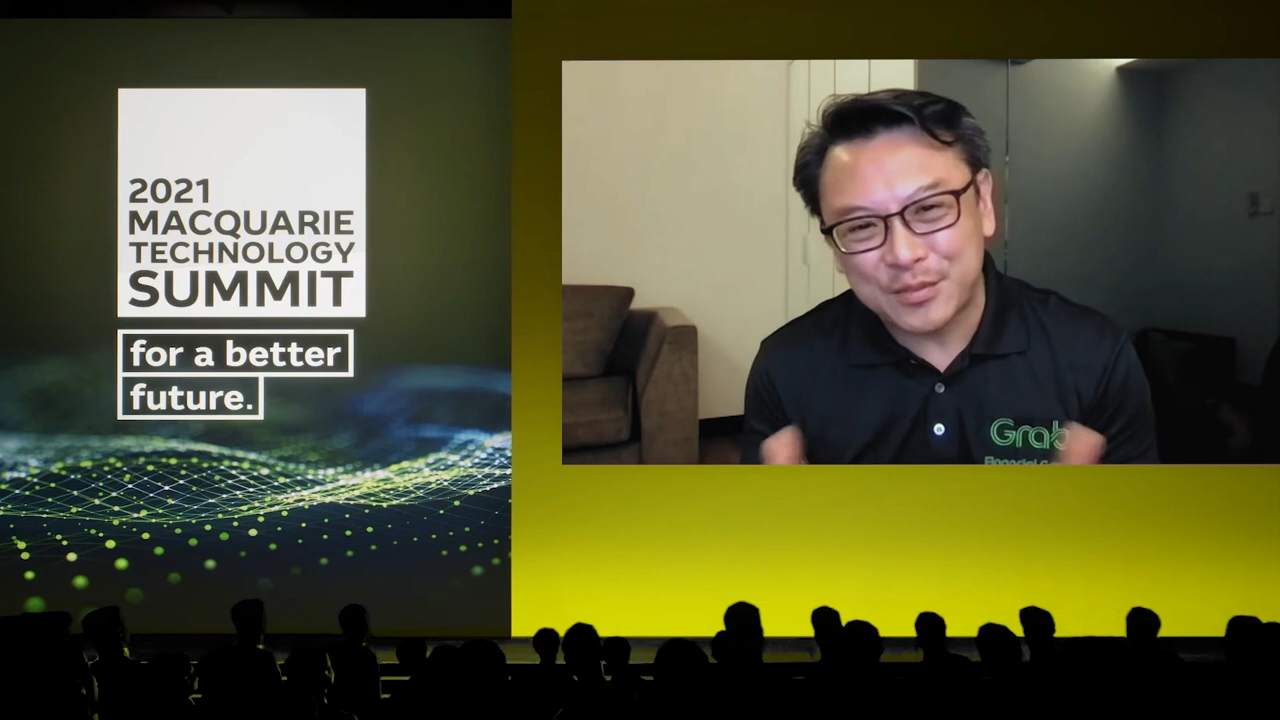 2021
MACQUARIE
TECHNOLOGY
SUMMIT
for a better
future.
Grab